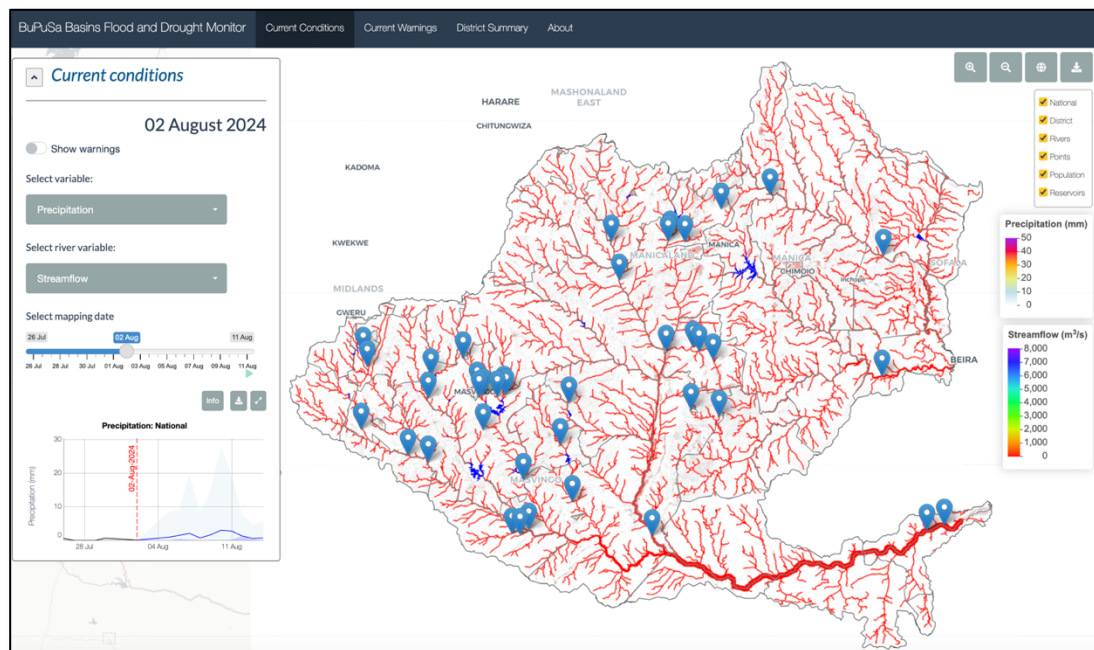 BuPuSa Basins Flood and Drought Monitor
Current Conditions
Current Warnings
District Summary
About
Current conditions
02 August 2024
Show warnings
Select variable:
Precipitation
Select river variable:
Streamflow
Select mapping date
26 Jul
02 Aug
11 Aug
26 Jul 28 Jul 30 Jul 01 Aug 03 Aug 05 Aug 07 Aug 09 Aug 11 Aug
Info
Precipitation: National
Precipitation (mm)
30
20
10
0
02-Aug-2024
28 Jul 04 Aug 11 Aug
HARARE
MASHONALAND
EAST
CHITUNGWIZA
KADOMA
KWEKWE
MIDLANDS
GWERU
MANICALAND
MANICA
MANICA
CHIMOIO
Inchope
SOFALA
BEIRA
MASVINGO
MASVINGO
National
District
Rivers
Points
Population
Reservoirs
Precipitation (mm)
50
40
30
20
10
0
Streamflow (m³/s)
8,000
7,000
6,000
5,000
4,000
3,000
2,000
1,000
0